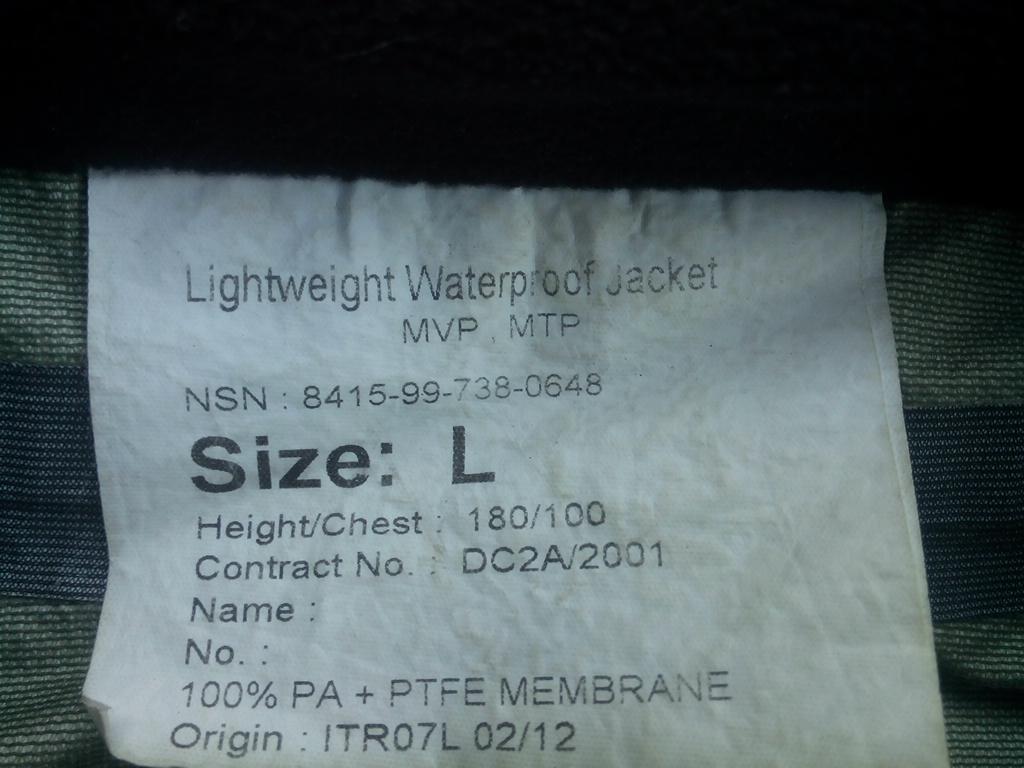 Lightweight Waterproof Jacket
MVP , MTP
NSN : 8415-99-738-0648
Size: L
Height/Chest : 180/100
Contract No. : DC2A/2001
Name :
No. :
100% PA + PTFE MEMBRANE
Origin : ITR07L 02/12